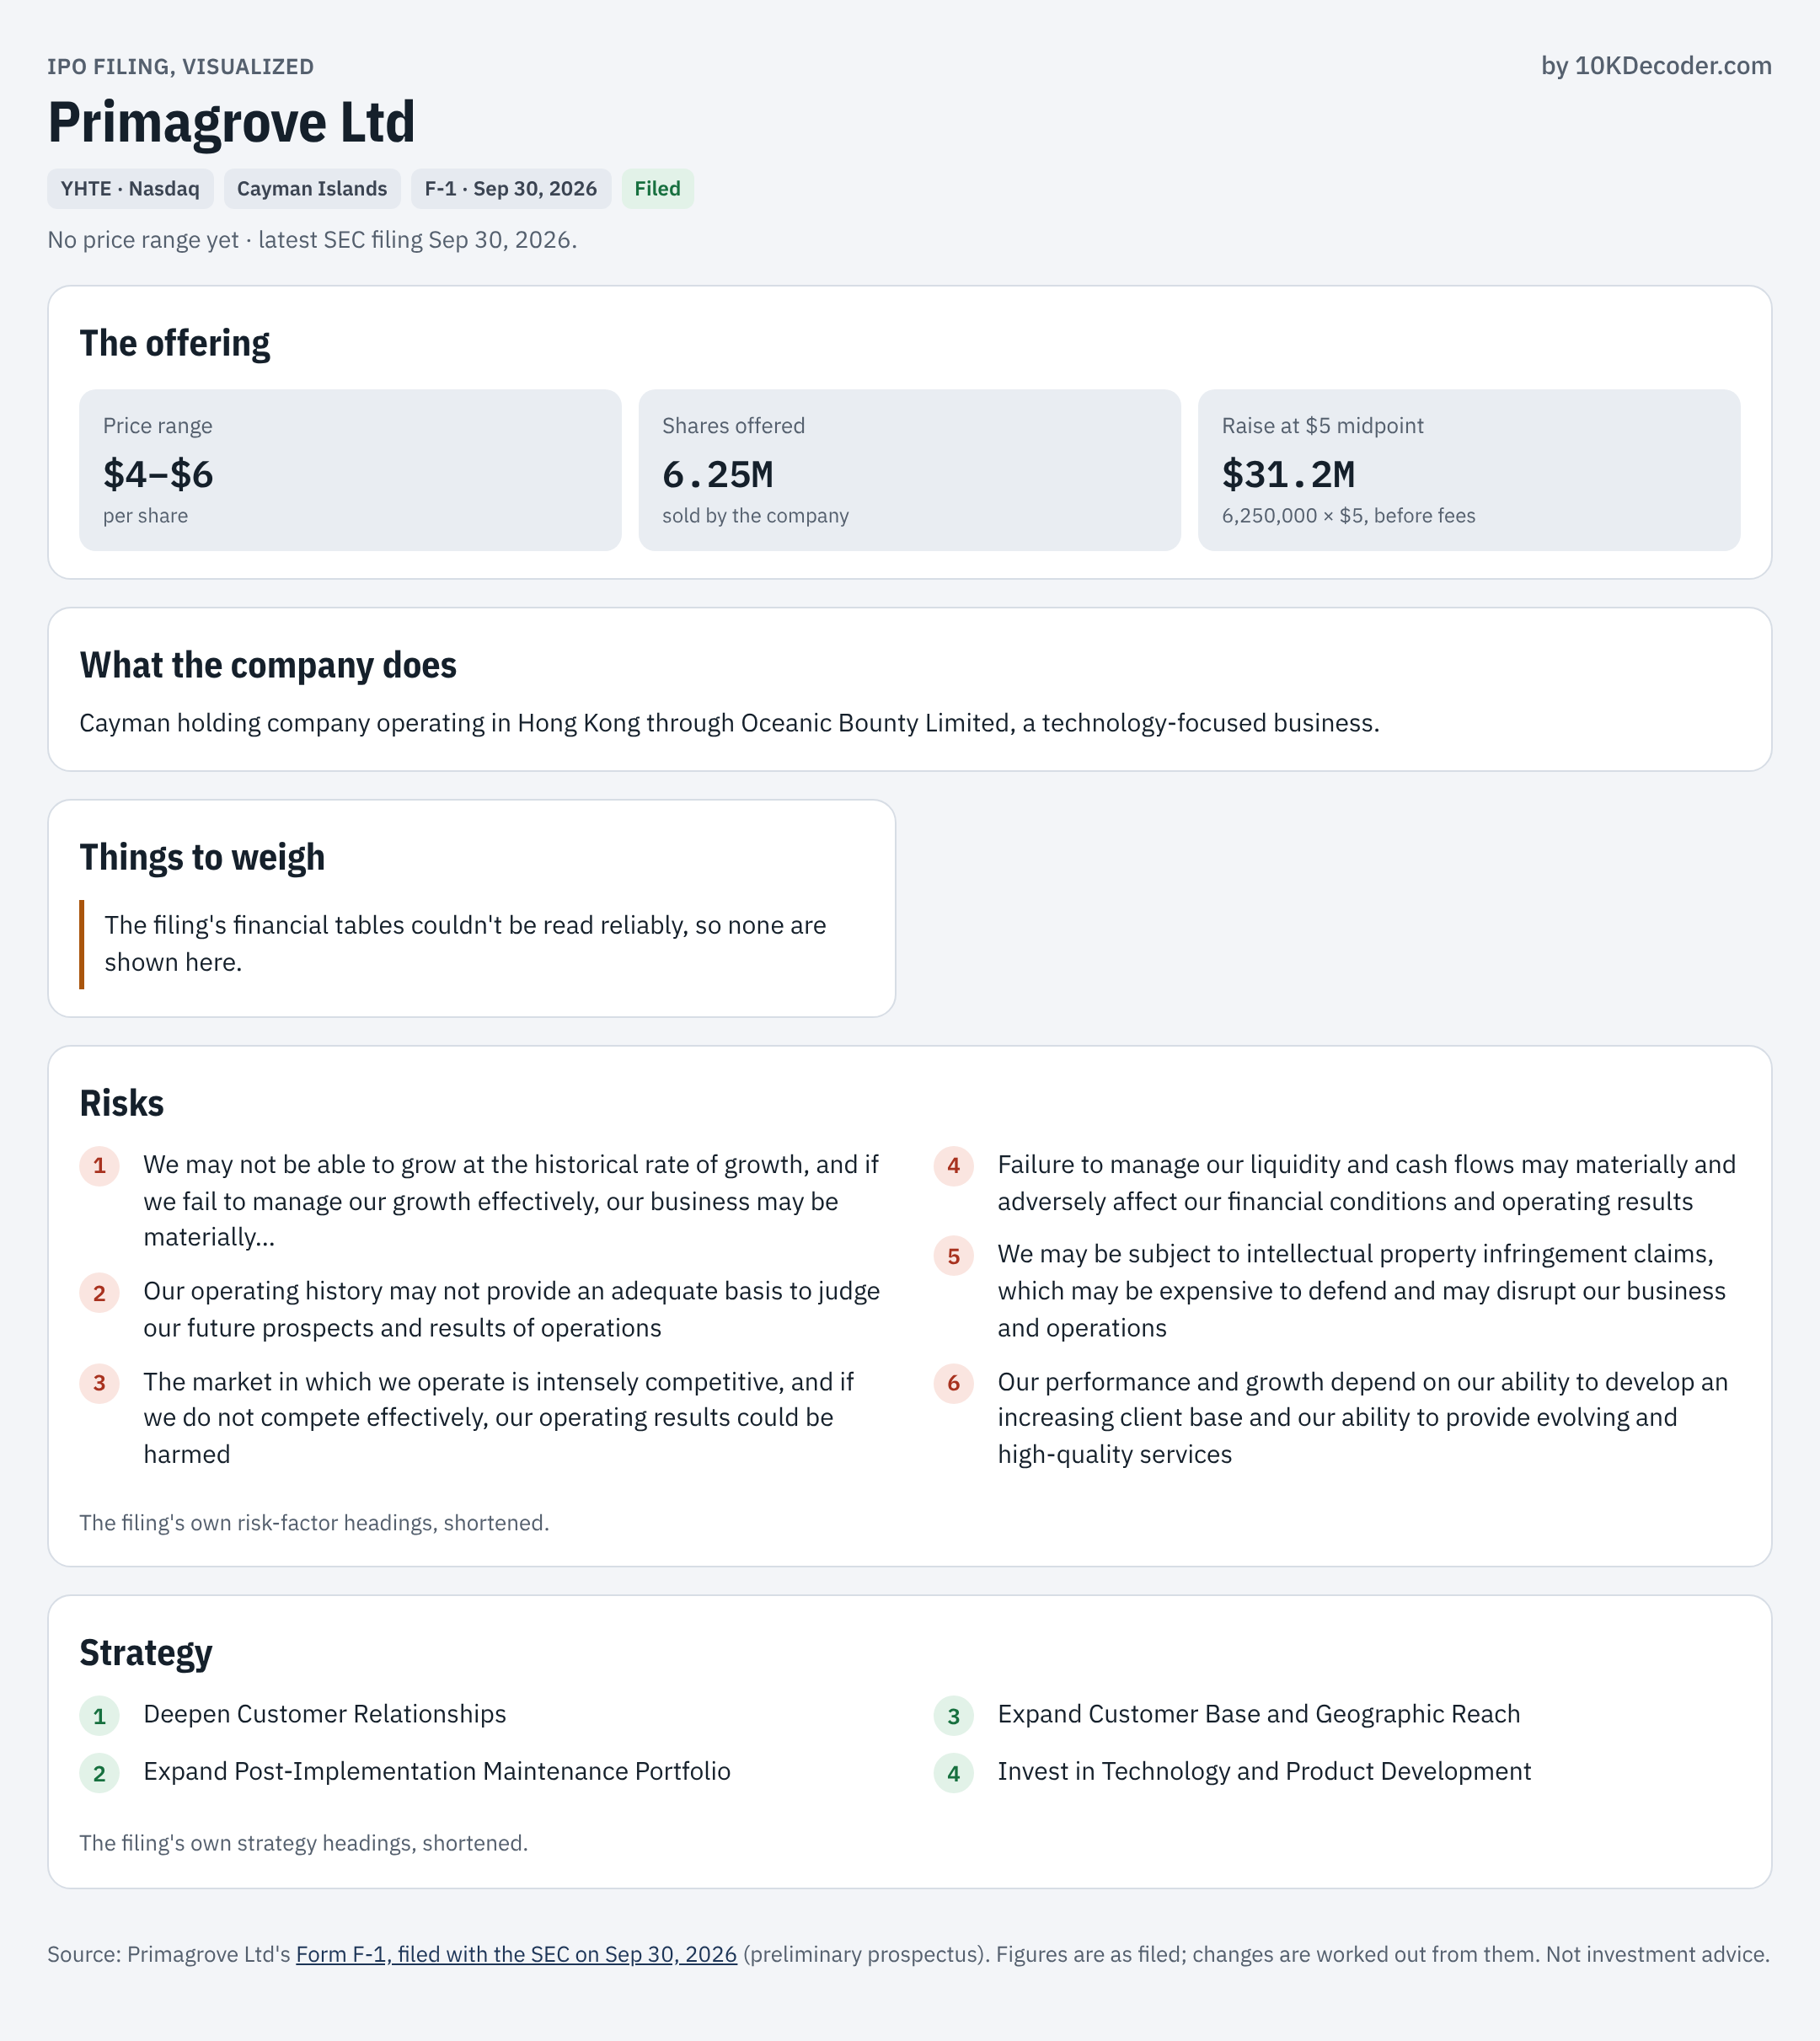 IPO FILING, VISUALIZED
by 10KDecoder.com
Primagrove Ltd
YHTE · Nasdaq
Cayman Islands
F-1 · Sep 30, 2026
Filed
No price range yet · latest SEC filing Sep 30, 2026.
The offering
Price range
$4–$6
per share
Shares offered
6.25M
sold by the company
Raise at $5 midpoint
$31.2M
6,250,000 × $5, before fees
What the company does
Cayman holding company operating in Hong Kong through Oceanic Bounty Limited, a technology-focused business.
Things to weigh
The filing's financial tables couldn't be read reliably, so none are
shown here.
Risks
1 We may not be able to grow at the historical rate of growth, and if
we fail to manage our growth effectively, our business may be
materially…
2 Our operating history may not provide an adequate basis to judge
our future prospects and results of operations
3 The market in which we operate is intensely competitive, and if
we do not compete effectively, our operating results could be
harmed
4 Failure to manage our liquidity and cash flows may materially and
adversely affect our financial conditions and operating results
5 We may be subject to intellectual property infringement claims,
which may be expensive to defend and may disrupt our business
and operations
6 Our performance and growth depend on our ability to develop an
increasing client base and our ability to provide evolving and
high-quality services
The filing's own risk-factor headings, shortened.
Strategy
1 Deepen Customer Relationships
2 Expand Post-Implementation Maintenance Portfolio
3 Expand Customer Base and Geographic Reach
4 Invest in Technology and Product Development
The filing's own strategy headings, shortened.
Source: Primagrove Ltd's Form F-1, filed with the SEC on Sep 30, 2026 (preliminary prospectus). Figures are as filed; changes are worked out from them. Not investment advice.